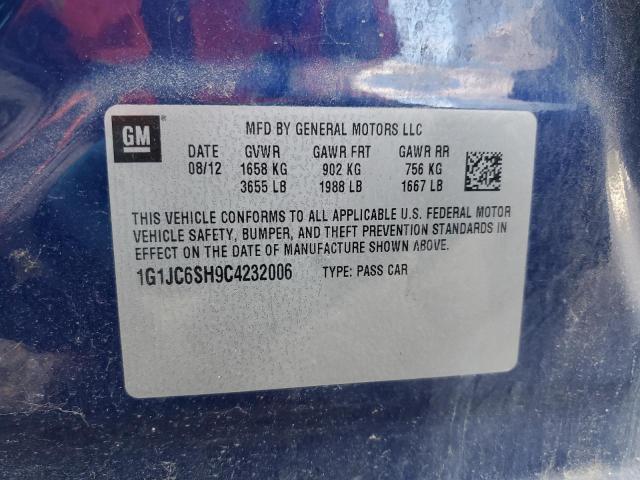 GM ®
MFD BY GENERAL MOTORS LLC
DATE GVWR GAWR FRT GAWR RR
08/12 1658 KG 902 KG 756 KG
3655 LB 1988 LB 1667 LB
THIS VEHICLE CONFORMS TO ALL APPLICABLE U.S. FEDERAL MOTOR
VEHICLE SAFETY, BUMPER, AND THEFT PREVENTION STANDARDS IN
EFFECT ON THE DATE OF MANUFACTURE SHOWN ABOVE.
1G1JC6SH9C4232006 TYPE: PASS CAR